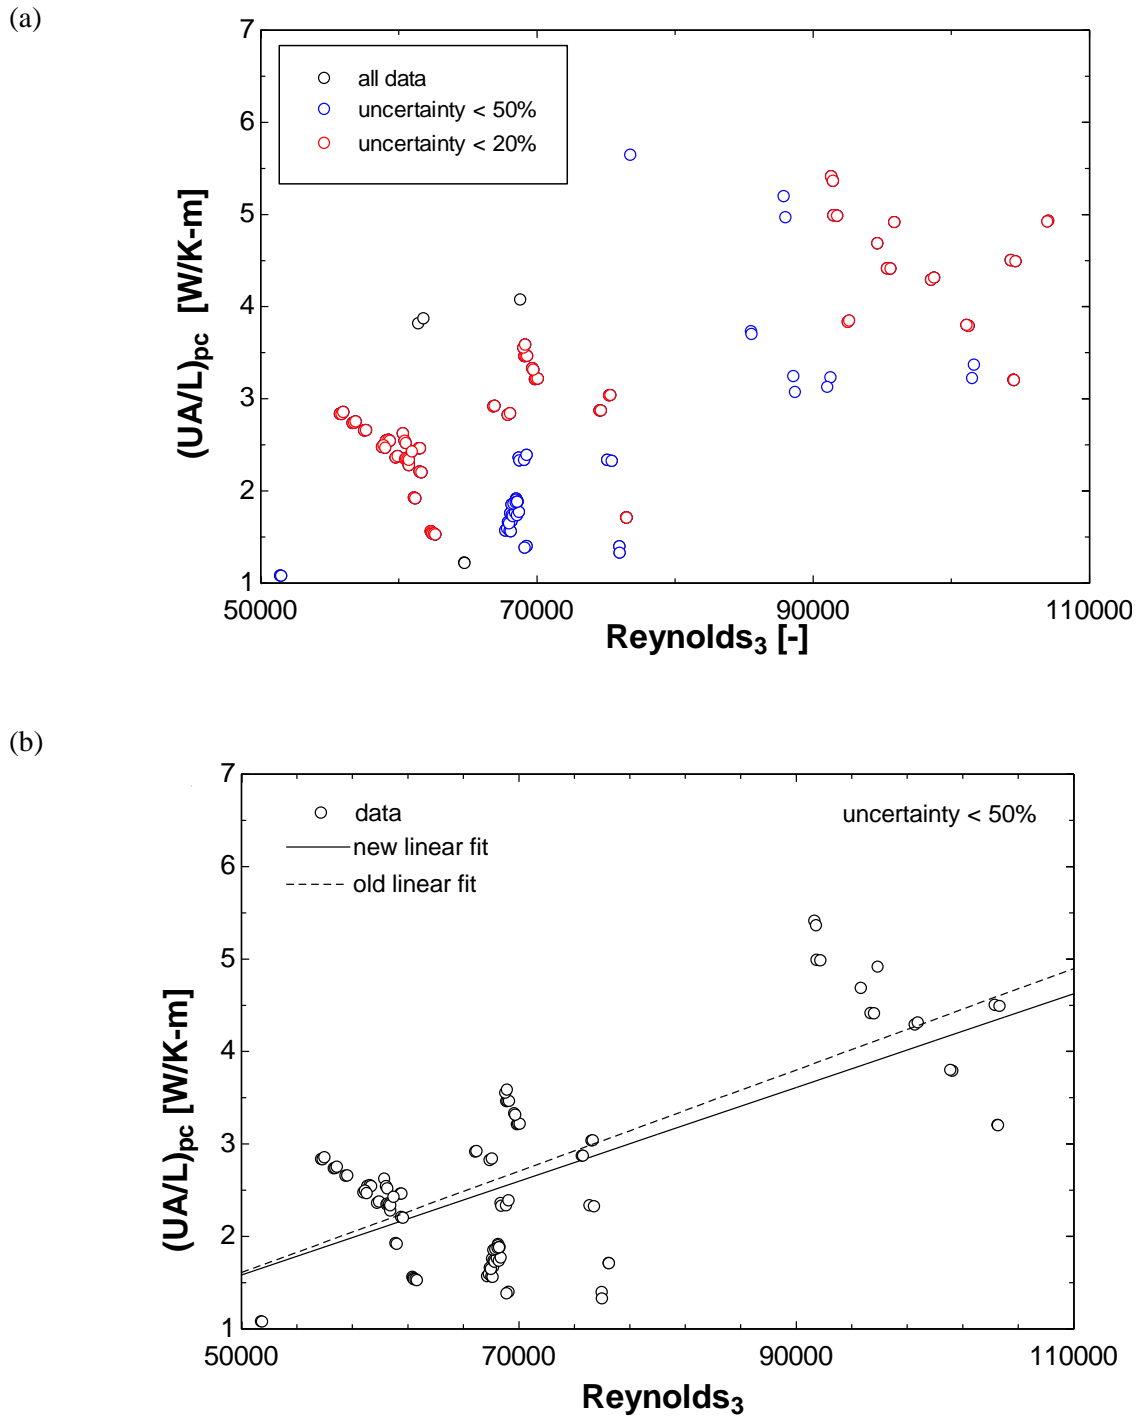 (a)
7
6
5
4
3
2
1
all data
uncertainty < 50%
uncertainty < 20%
(UA/L)pc [W/K-m]
50000 70000 90000 110000
Reynolds3 [-]
(b)
7
6
5
4
3
2
1
data
new linear fit
old linear fit
uncertainty < 50%
(UA/L)pc [W/K-m]
50000 70000 90000 110000
Reynolds3